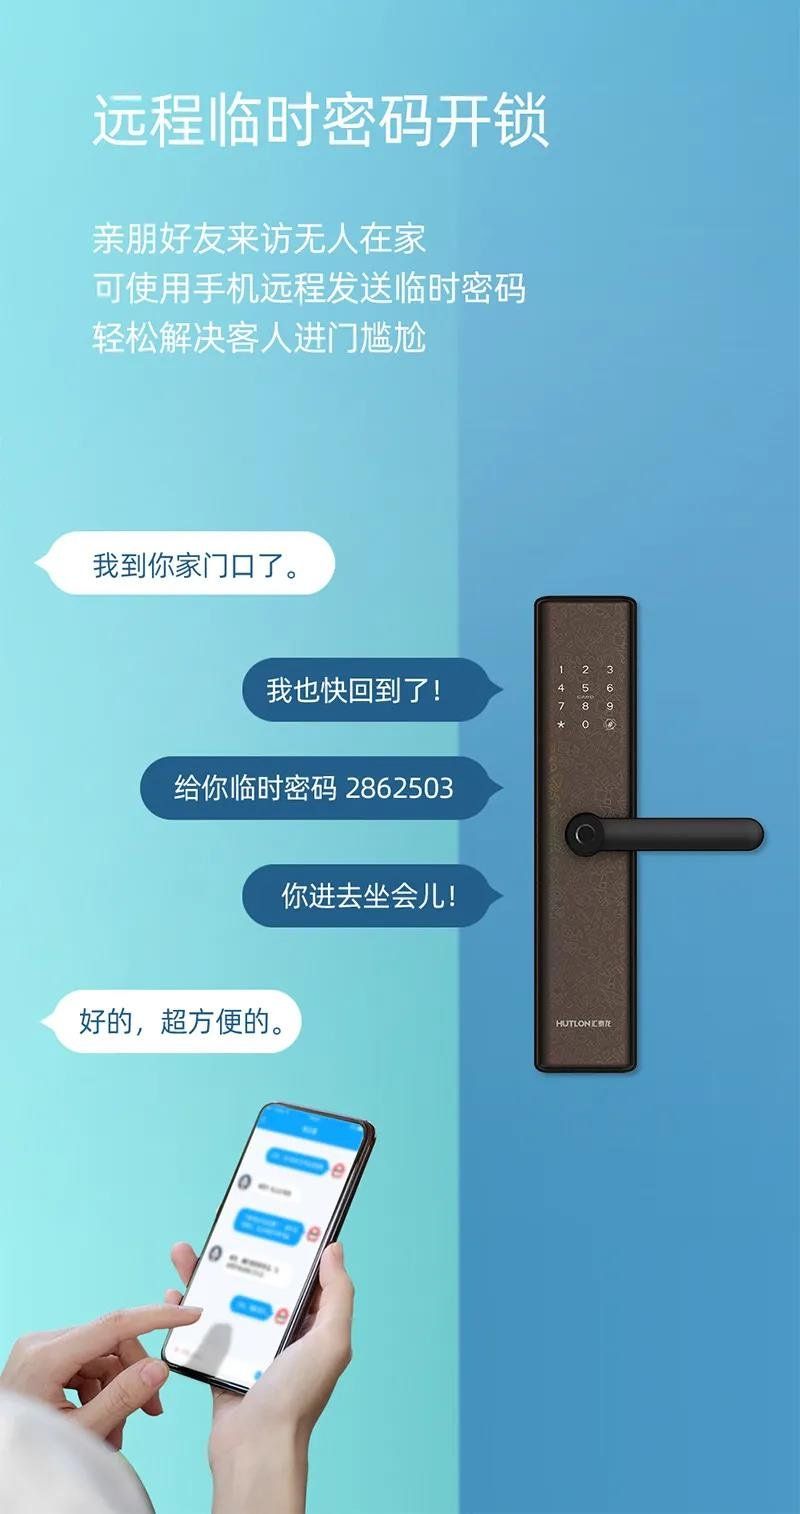 远程临时密码开锁
亲朋好友来访无人在家
可使用手机远程发送临时密码
轻松解决客人进门尴尬
我到你家门口了。
我也快回到了！
给你临时密码 2862503
你进去坐会儿！
好的，超方便的。
1 2 3
4 5 6
7 8 9
* 0
HUTLON汇泰龙